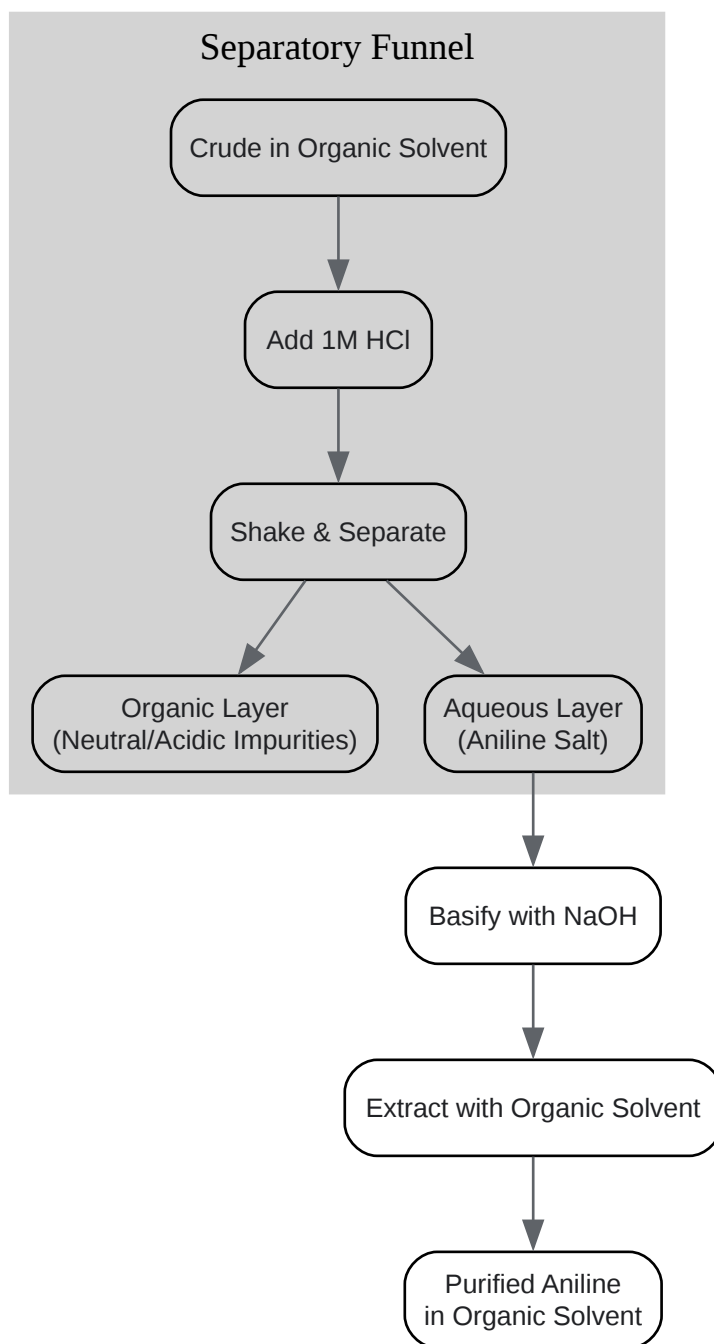 Separatory Funnel
Crude in Organic Solvent
Add 1M HCl
Shake & Separate
Organic Layer
(Neutral/Acidic Impurities)
Aqueous Layer
(Aniline Salt)
Basify with NaOH
Extract with Organic Solvent
Purified Aniline
in Organic Solvent